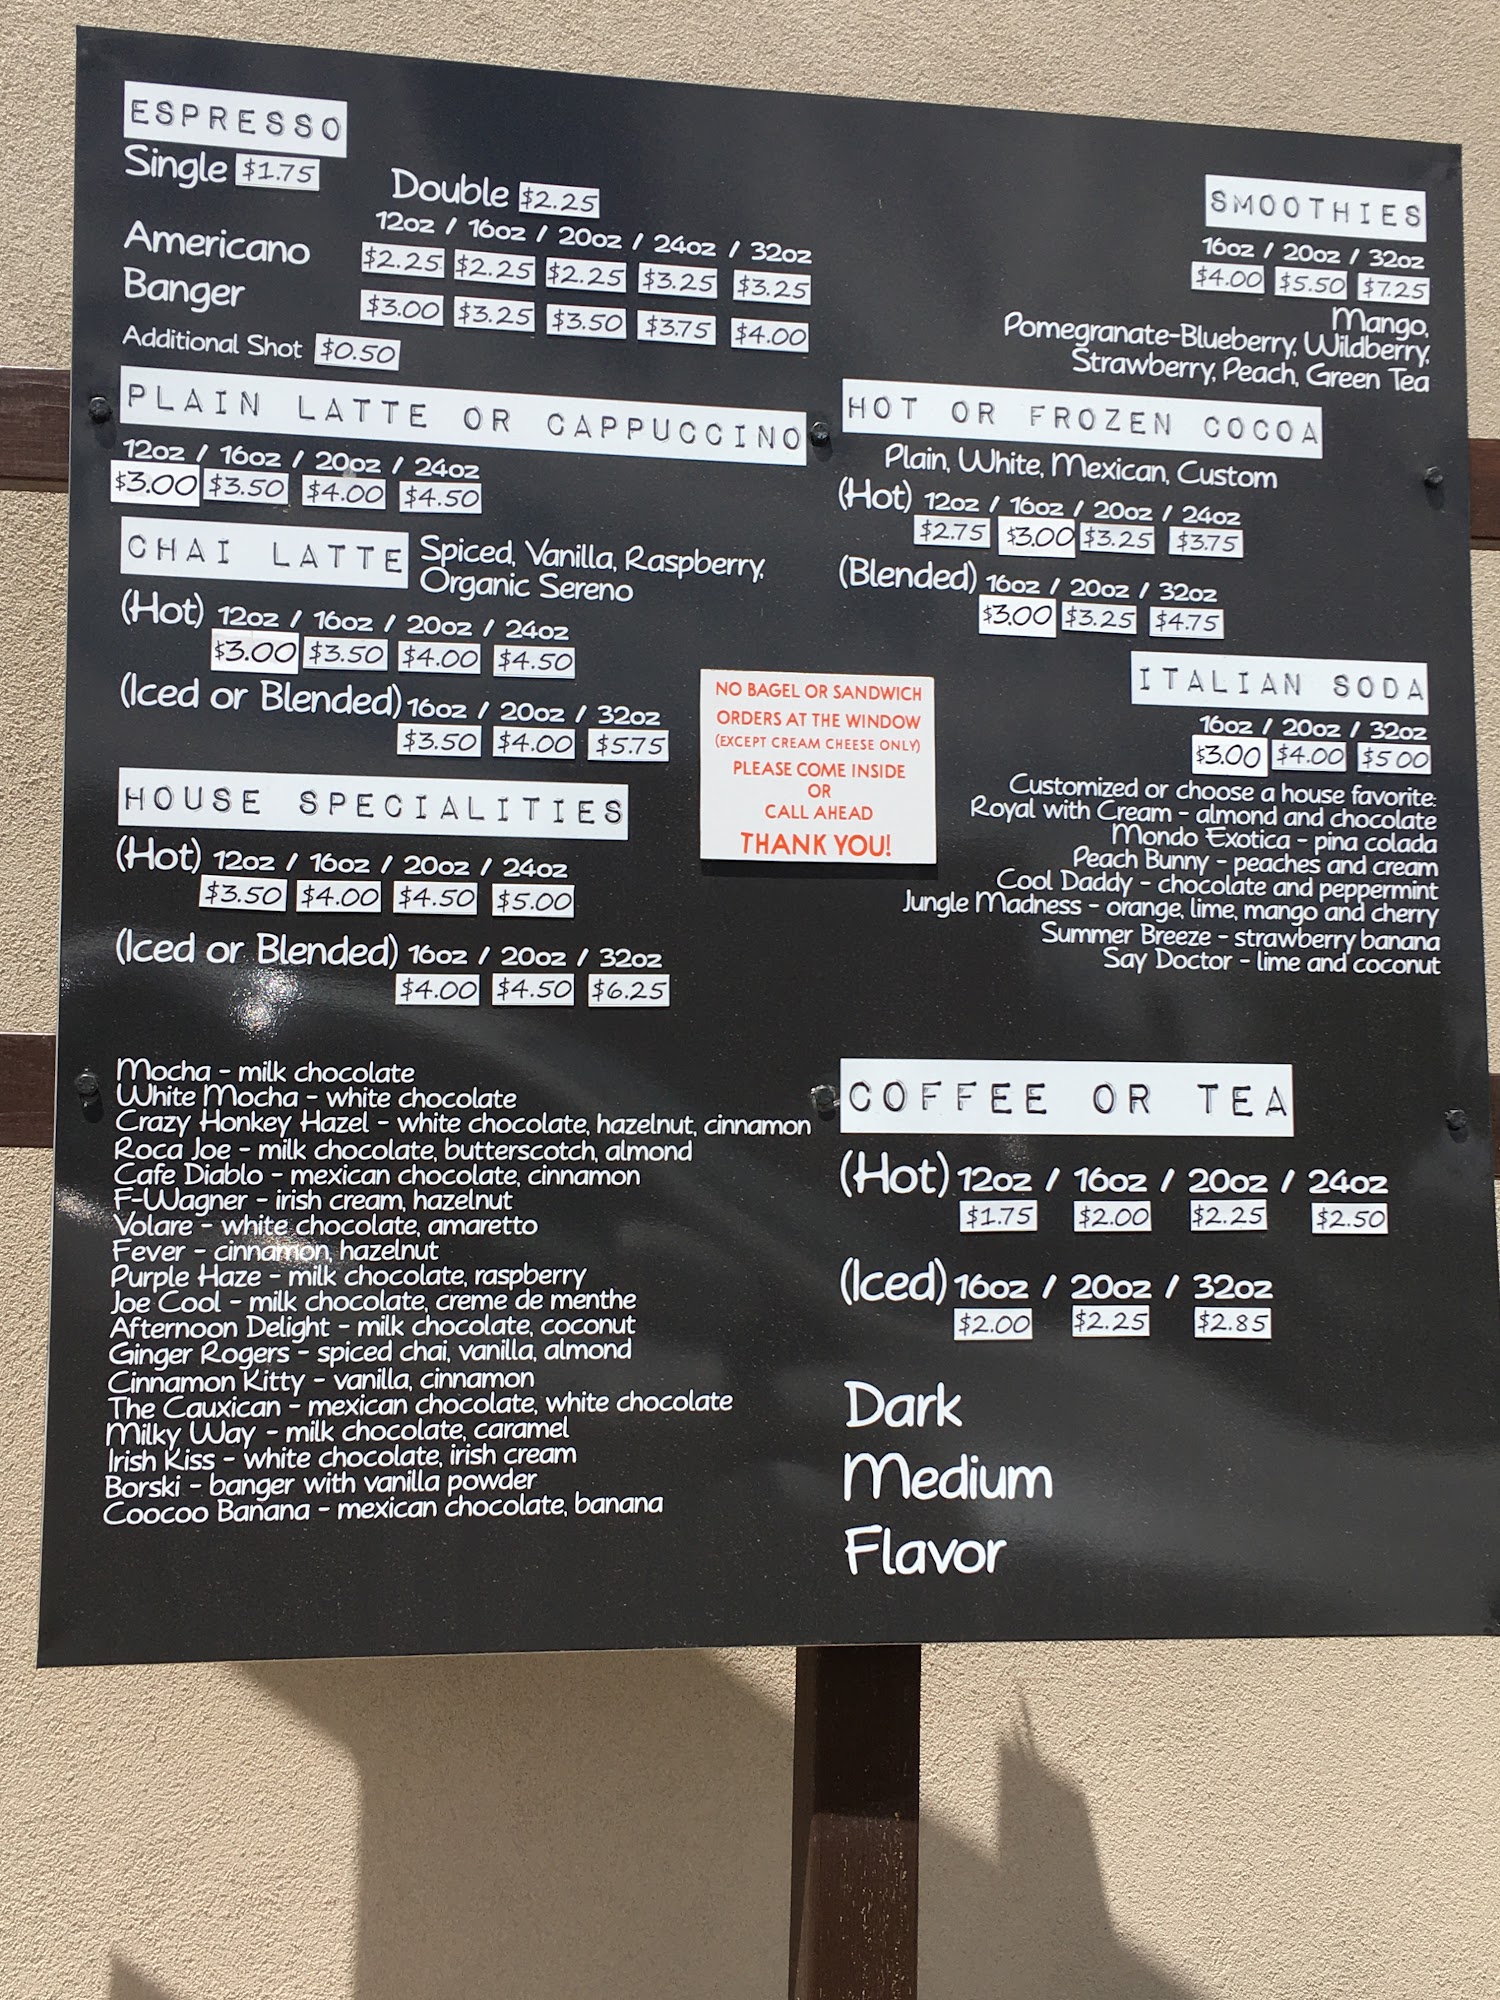 ESPRESSO
Single $1.75
Double $2.25
12oz / 16oz / 20oz / 24oz / 32oz
Americano $2.25 $2.25 $2.25 $3.25 $3.25
Banger $3.00 $3.25 $3.50 $3.75 $4.00
Additional Shot $0.50
PLAIN LATTE OR CAPPUCCINO
12oz / 16oz / 20oz / 24oz
$3.00 $3.50 $4.00 $4.50
CHAI LATTE Spiced, Vanilla, Raspberry,
Organic Sereno
(Hot) 12oz / 16oz / 20oz / 24oz
$3.00 $3.50 $4.00 $4.50
(Iced or Blended) 16oz / 20oz / 32oz
$3.50 $4.00 $5.75
HOUSE SPECIALITIES
(Hot) 12oz / 16oz / 20oz / 24oz
$3.50 $4.00 $4.50 $5.00
(Iced or Blended) 16oz / 20oz / 32oz
$4.00 $4.50 $6.25
Mocha - milk chocolate
White Mocha - white chocolate
Crazy Honkey Hazel - white chocolate, hazelnut, cinnamon
Roca Joe - milk chocolate, butterscotch, almond
Cafe Diablo - mexican chocolate, cinnamon
F-Wagner - irish cream, hazelnut
Volare - white chocolate, amaretto
Fever - cinnamon, hazelnut
Purple Haze - milk chocolate, raspberry
Joe Cool - milk chocolate, creme de menthe
Afternoon Delight - milk chocolate, coconut
Ginger Rogers - spiced chai, vanilla, almond
Cinnamon Kitty - vanilla, cinnamon
The Cauxican - mexican chocolate, white chocolate
Milky Way - milk chocolate, caramel
Irish Kiss - white chocolate, irish cream
Borski - banger with vanilla powder
Coocoo Banana - mexican chocolate, banana
NO BAGEL OR SANDWICH
ORDERS AT THE WINDOW
(EXCEPT CREAM CHEESE ONLY)
PLEASE COME INSIDE
OR
CALL AHEAD
THANK YOU!
SMOOTHIES
16oz / 20oz / 32oz
$4.00 $5.50 $7.25
Mango,
Pomegranate-Blueberry, Wildberry,
Strawberry, Peach, Green Tea
HOT OR FROZEN COCOA
Plain, White, Mexican, Custom
(Hot) 12oz / 16oz / 20oz / 24oz
$2.75 $3.00 $3.25 $3.75
(Blended) 16oz / 20oz / 32oz
$3.00 $3.25 $4.75
ITALIAN SODA
16oz / 20oz / 32oz
$3.00 $4.00 $5 00
Customized or choose a house favorite:
Royal with Cream - almond and chocolate
Mondo Exotica - pina colada
Peach Bunny - peaches and cream
Cool Daddy - chocolate and peppermint
Jungle Madness - orange, lime, mango and cherry
Summer Breeze - strawberry banana
Say Doctor - lime and coconut
COFFEE OR TEA
(Hot) 12oz / 16oz / 20oz / 24oz
$1.75 $2.00 $2.25 $2.50
(Iced) 16oz / 20oz / 32oz
$2.00 $2.25 $2.85
Dark
Medium
Flavor